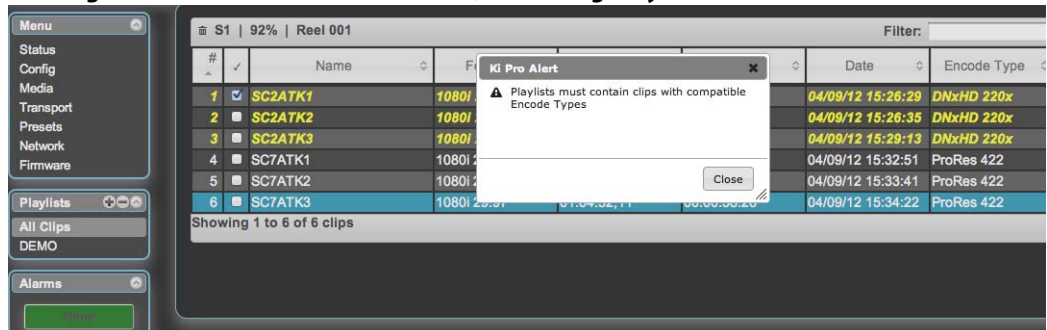 Menu
Status
Config
Media
Transport
Presets
Network
Firmware
Playlists
All Clips
DEMO
Alarms
None
S1 | 92% | Reel 001
Filter:
# Name Date Encode Type
1 SC2ATK1 1080I 04/09/12 15:26:29 DNxHD 220x
2 SC2ATK2 1080I 04/09/12 15:26:35 DNxHD 220x
3 SC2ATK3 1080I 04/09/12 15:29:13 DNxHD 220x
4 SC7ATK1 1080i 04/09/12 15:32:51 ProRes 422
5 SC7ATK2 1080i 04/09/12 15:33:41 ProRes 422
6 SC7ATK3 1080i 04/09/12 15:34:22 ProRes 422
Showing 1 to 6 of 6 clips
Ki Pro Alert
Playlists must contain clips with compatible
Encode Types
Close